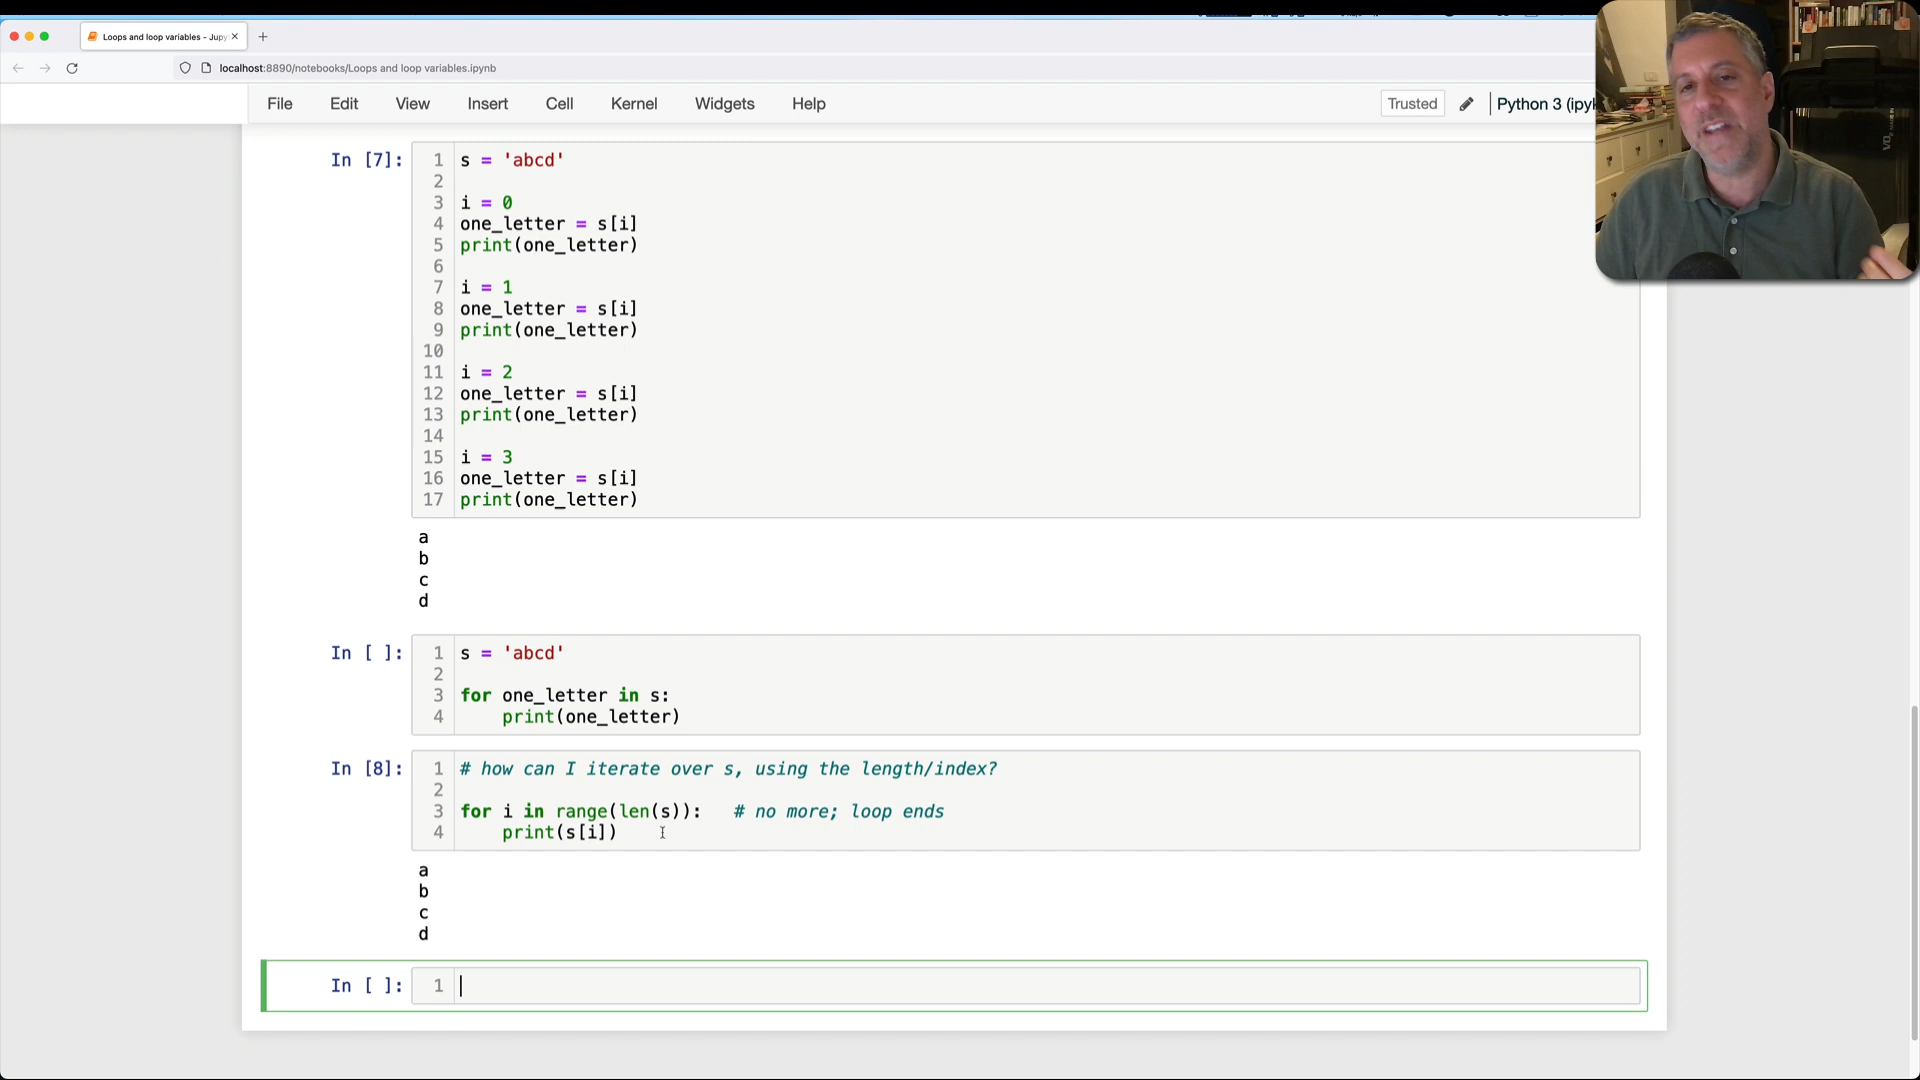 Loops and loop variables - Jupy
localhost:8890/notebooks/Loops and loop variables.ipynb
File Edit View Insert Cell Kernel Widgets Help Trusted Python 3 (ipyk
In [7]:
1 s = 'abcd'
2
3 i = 0
4 one_letter = s[i]
5 print(one_letter)
6
7 i = 1
8 one_letter = s[i]
9 print(one_letter)
10
11 i = 2
12 one_letter = s[i]
13 print(one_letter)
14
15 i = 3
16 one_letter = s[i]
17 print(one_letter)
a
b
c
d
In [ ]:
1 s = 'abcd'
2
3 for one_letter in s:
4     print(one_letter)
In [8]:
1 # how can I iterate over s, using the length/index?
2
3 for i in range(len(s)):   # no more; loop ends
4     print(s[i])
a
b
c
d
In [ ]:
1